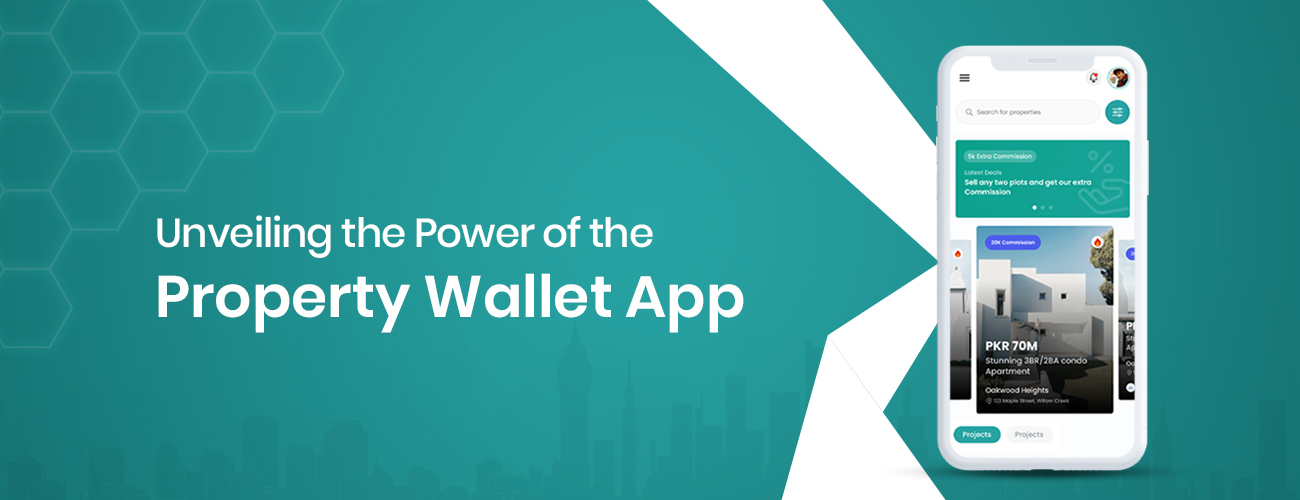 Unveiling the Power of the
Property Wallet App
Search for properties
5k Extra Commission
Latest Deals
Sell any two plots and get our extra
Commission
20K Commission
PKR 70M
Stunning 3BR/2BA condo
Apartment
Oakwood Heights
123 Maple Street, Willow Creek
Projects
Projects